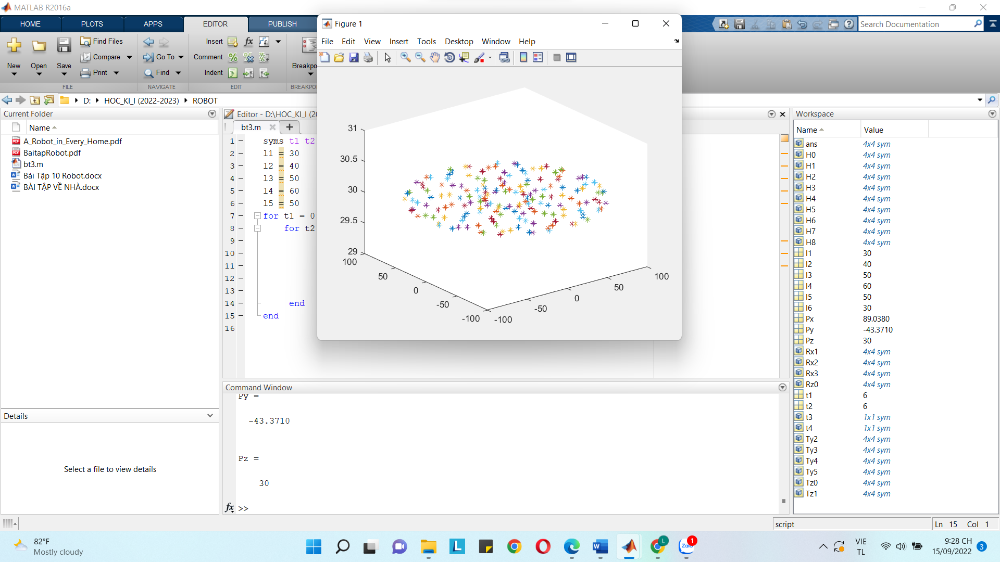 MATLAB R2016a
HOME PLOTS APPS EDITOR PUBLISH
Search Documentation
New Open Save
Find Files
Compare
Print
Go To
Find
Insert
Comment
Indent
Breakpo
FILE NAVIGATE EDIT BREAKPO
D: HOC_KI_I (2022-2023) ROBOT
Current Folder
Name
A_Robot_in_Every_Home.pdf
BaitapRobot.pdf
bt3.m
Bài Tập 10 Robot.docx
BÀI TẬP VỀ NHÀ.docx
Details
Select a file to view details
Editor - D:\HOC_KI_I (20
bt3.m
1 – syms t1 t2
2 – l1 = 30
3 – l2 = 40
4 – l3 = 50
5 – l4 = 60
6 – l5 = 50
7 – for t1 = 0
8 – for t2
9 –
10 –
11 –
12 –
13 –
14 – end
15 – end
16
Figure 1
File Edit View Insert Tools Desktop Window Help
31
30.5
30
29.5
29
100
50
0
-50
-100
-100
-50
0
50
100
Command Window
Py =
-43.3710
Pz =
30
fx >>
Workspace
Name Value
ans 4x4 sym
H0 4x4 sym
H1 4x4 sym
H2 4x4 sym
H3 4x4 sym
H4 4x4 sym
H5 4x4 sym
H6 4x4 sym
H7 4x4 sym
H8 4x4 sym
l1 30
l2 40
l3 50
l4 60
l5 50
l6 30
Px 89.0380
Py -43.3710
Pz 30
Rx1 4x4 sym
Rx2 4x4 sym
Rx3 4x4 sym
Rz0 4x4 sym
t1 6
t2 6
t3 1x1 sym
t4 1x1 sym
Ty2 4x4 sym
Ty3 4x4 sym
Ty4 4x4 sym
Ty5 4x4 sym
Tz0 4x4 sym
Tz1 4x4 sym
script
Ln 15 Col 1
82°F
Mostly cloudy
L
W
L
Zalo
1
VIE
TL
9:28 CH
15/09/2022
3